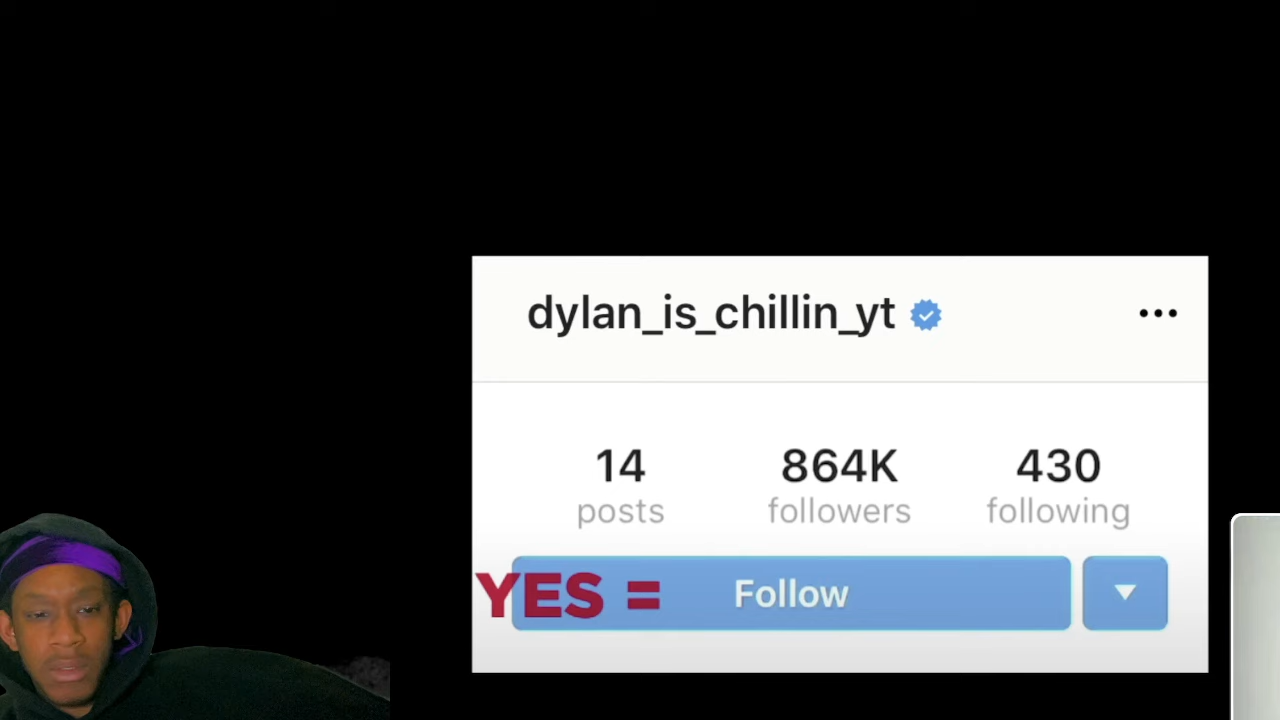 dylan_is_chillin_yt
14 864K 430
posts followers following
YES = Follow